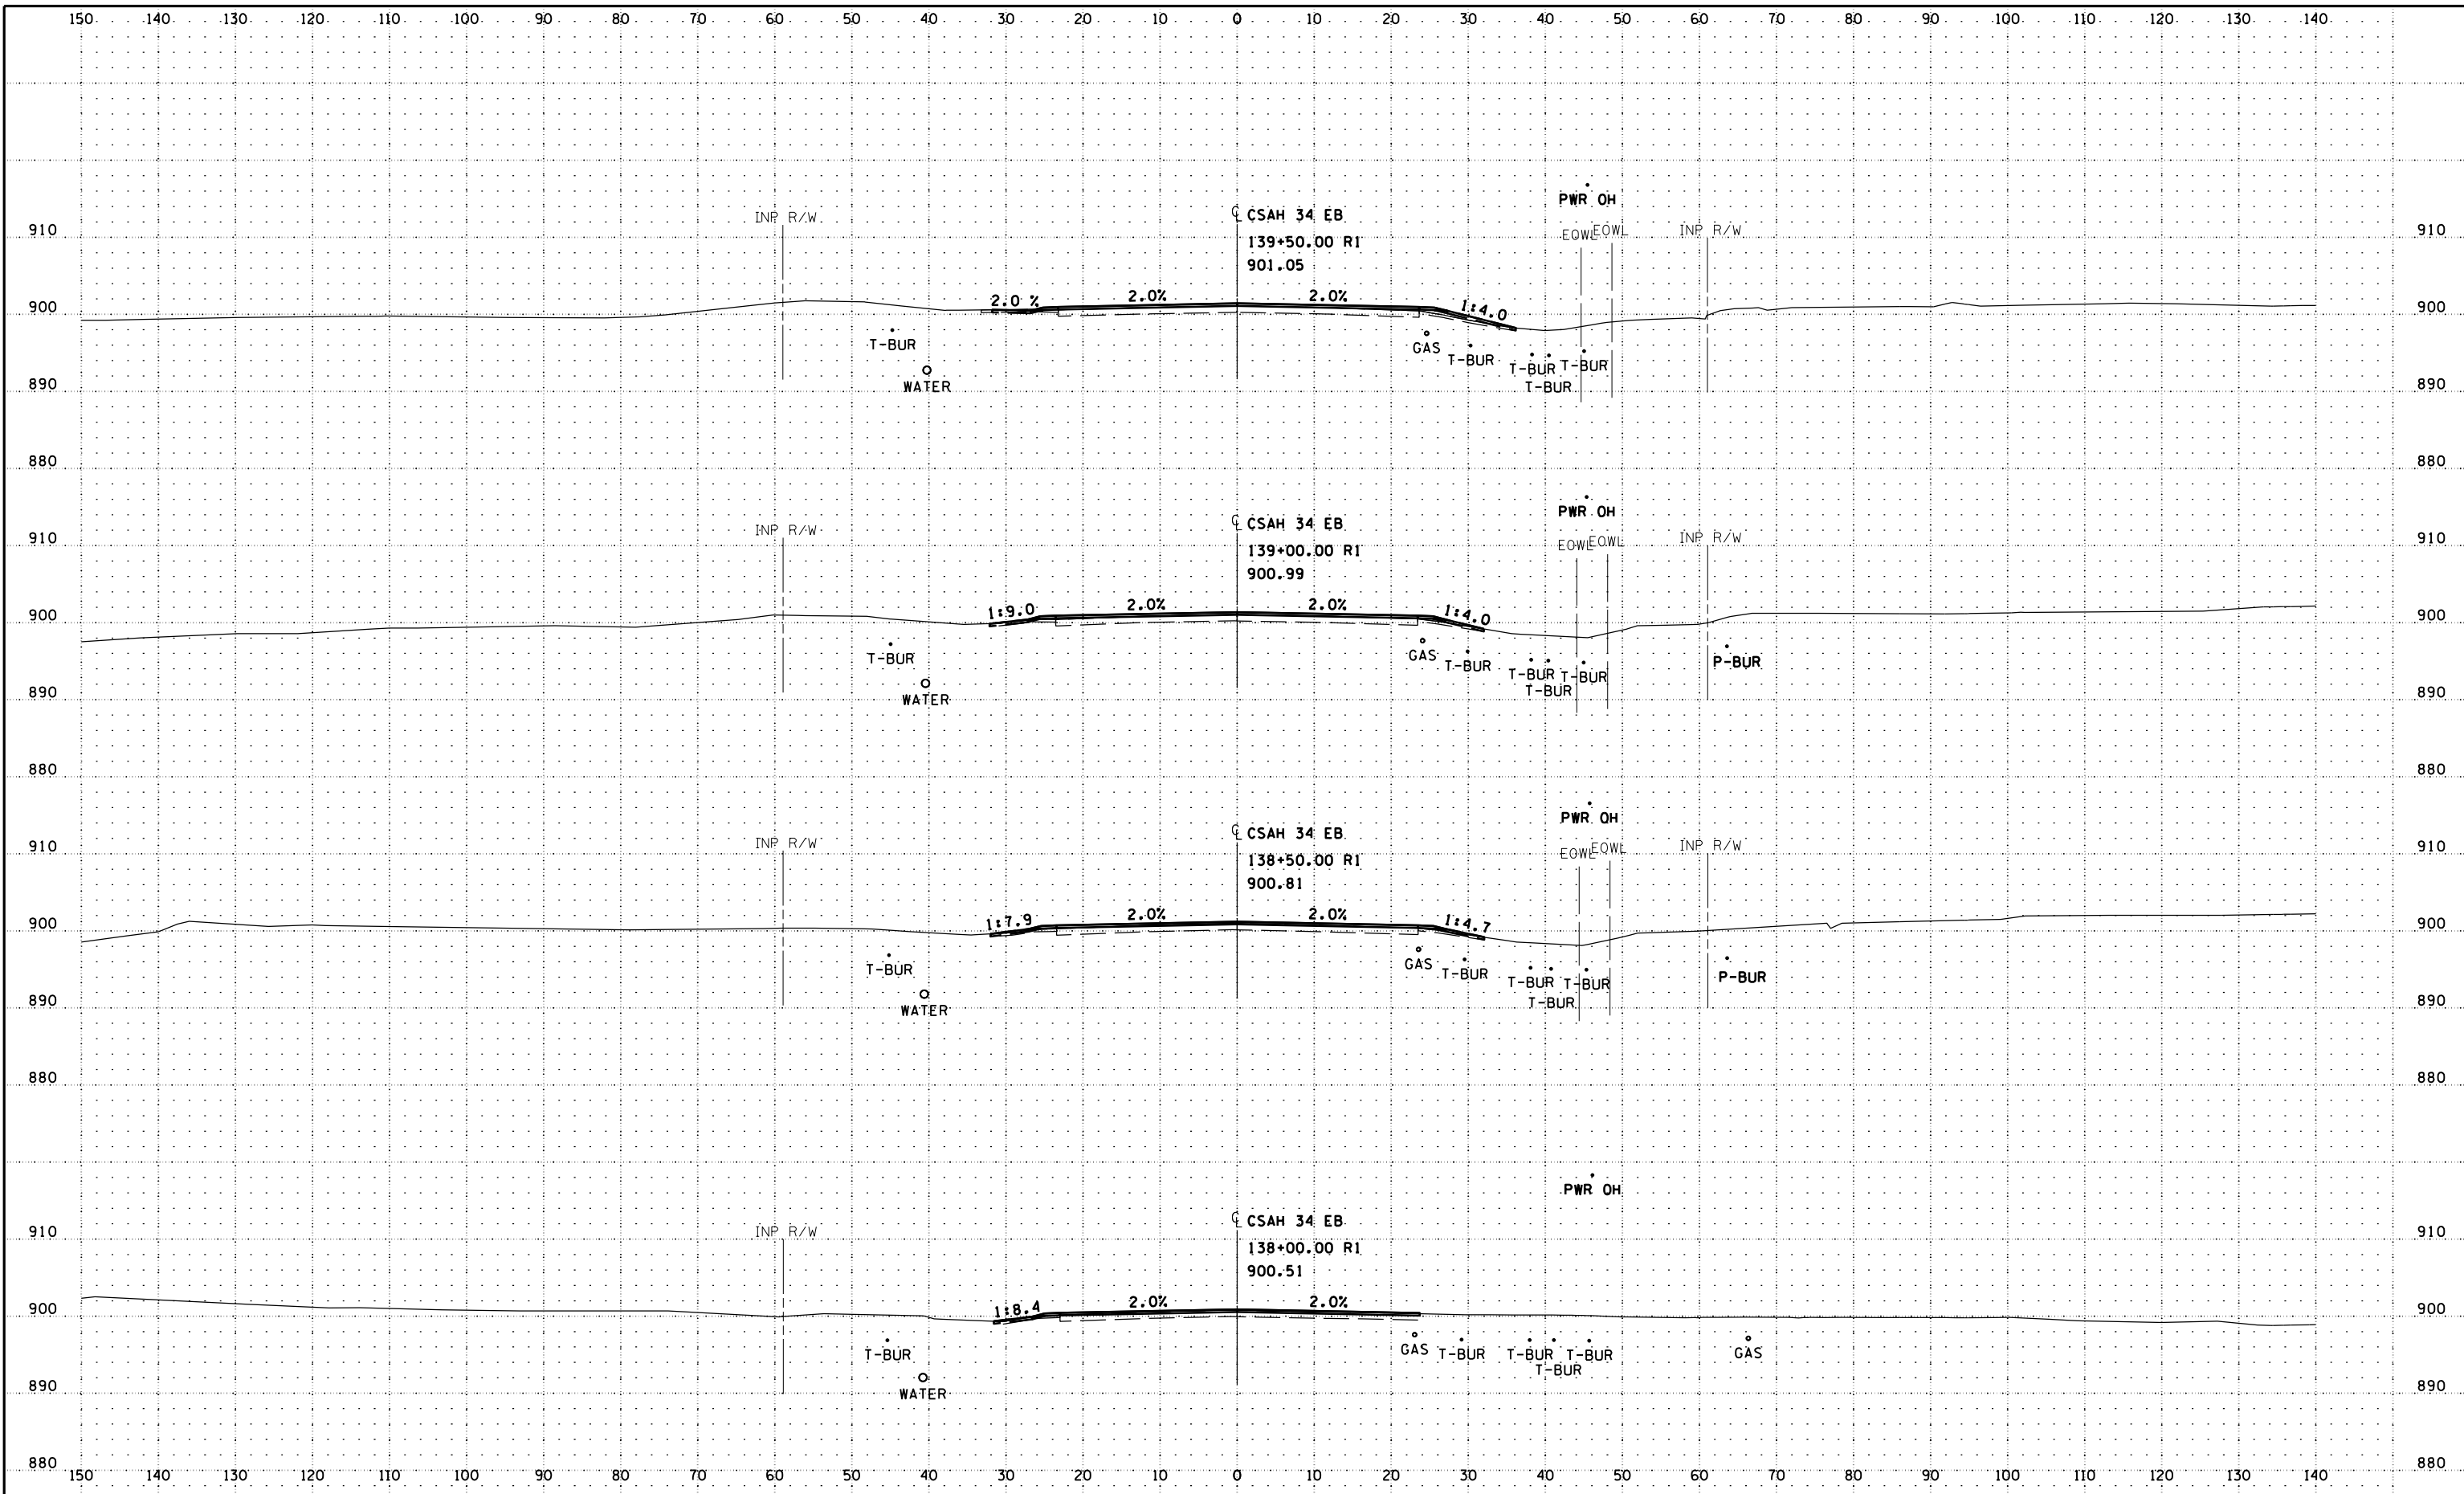 150 140 130 120 110 100 90 80 70 60 50 40 30 20 10 0 10 20 30 40 50 60 70 80 90 100 110 120 130 140
PWR OH
INP R/W
℄ CSAH 34 EB
EOWL EOWL INP R/W
910 139+50.00 R1 910
901.05
900 2.0 % 2.0% 2.0% 1:4.0 900
T-BUR GAS T-BUR T-BUR T-BUR
890 WATER T-BUR 890
880 880
PWR OH
INP R/W ℄ CSAH 34 EB INP R/W
910 139+00.00 R1 EOWL EOWL 910
900.99
900 1:9.0 2.0% 2.0% 1:4.0 900
T-BUR GAS T-BUR P-BUR
T-BUR T-BUR
890 WATER T-BUR 890
880 880
PWR OH
INP R/W ℄ CSAH 34 EB INP R/W
910 138+50.00 R1 EOWL EOWL 910
900.81
900 1:7.9 2.0% 2.0% 1:4.7 900
T-BUR GAS T-BUR P-BUR
T-BUR T-BUR
890 WATER T-BUR 890
880 880
PWR OH
INP R/W ℄ CSAH 34 EB
910 138+00.00 R1 910
900.51
900 1:8.4 2.0% 2.0% 900
T-BUR GAS T-BUR T-BUR T-BUR GAS
T-BUR
890 WATER 890
880 880
150 140 130 120 110 100 90 80 70 60 50 40 30 20 10 0 10 20 30 40 50 60 70 80 90 100 110 120 130 140